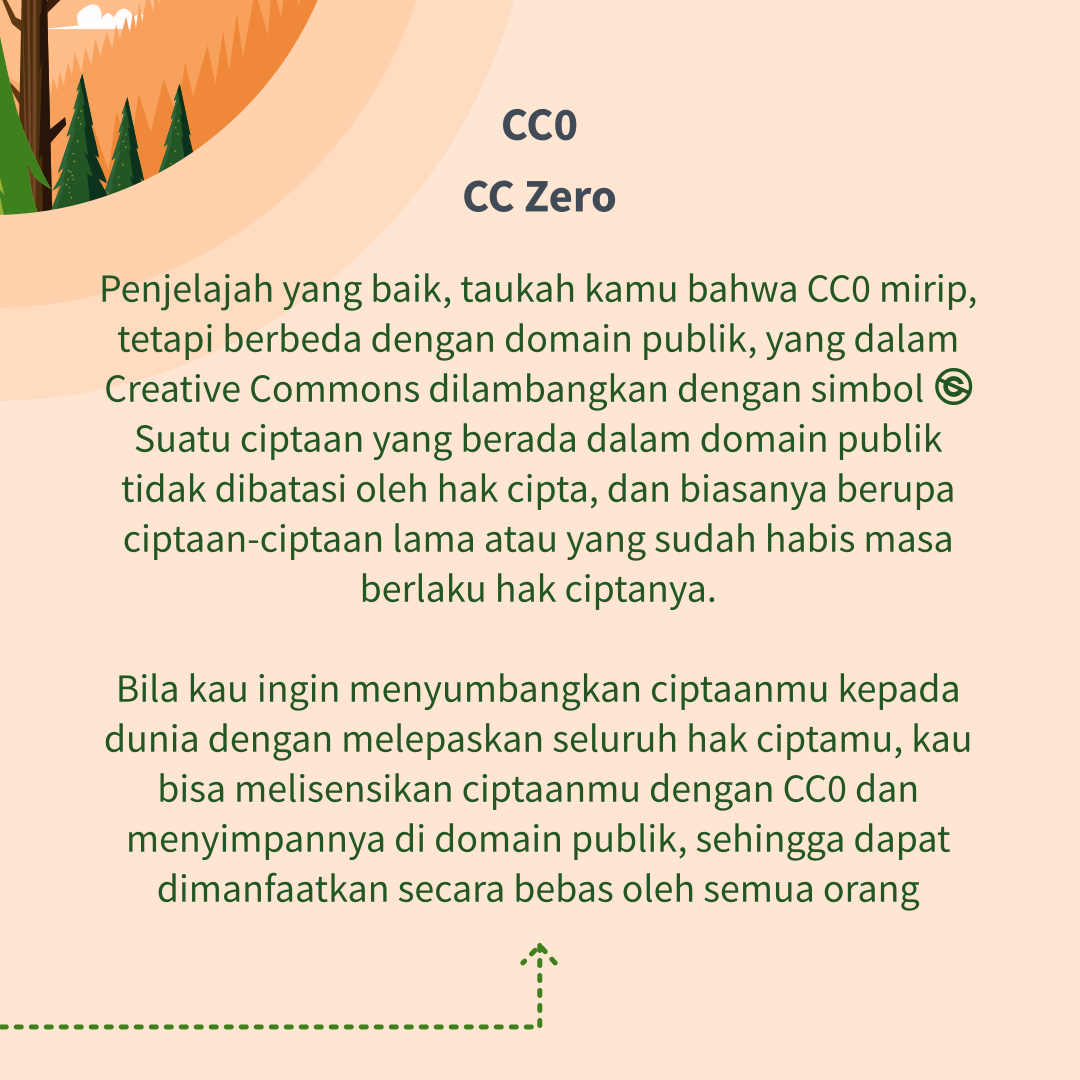 CC0
CC Zero
Penjelajah yang baik, taukah kamu bahwa CC0 mirip,
tetapi berbeda dengan domain publik, yang dalam
Creative Commons dilambangkan dengan simbol
Suatu ciptaan yang berada dalam domain publik
tidak dibatasi oleh hak cipta, dan biasanya berupa
ciptaan-ciptaan lama atau yang sudah habis masa
berlaku hak ciptanya.
Bila kau ingin menyumbangkan ciptaanmu kepada
dunia dengan melepaskan seluruh hak ciptamu, kau
bisa melisensikan ciptaanmu dengan CC0 dan
menyimpannya di domain publik, sehingga dapat
dimanfaatkan secara bebas oleh semua orang